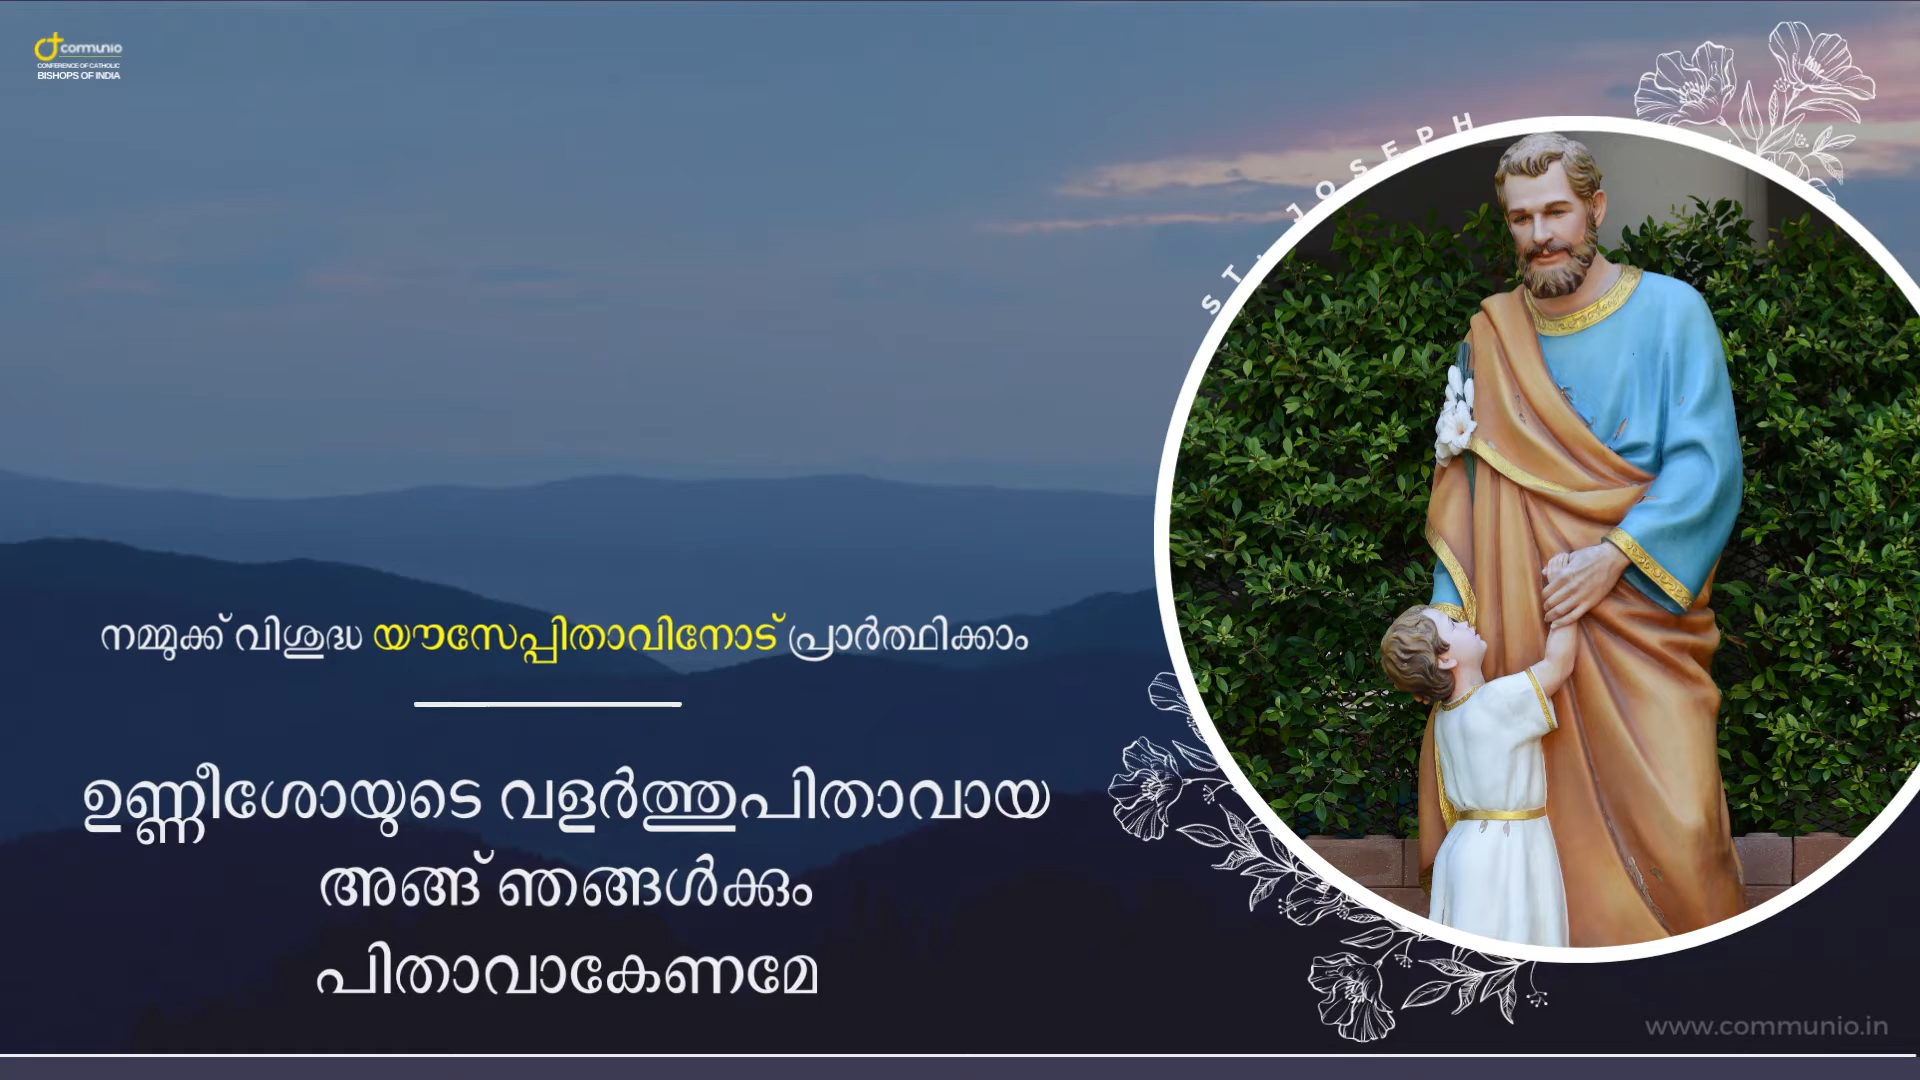 communio
CONFERENCE OF CATHOLIC
BISHOPS OF INDIA
ST. JOSEPH
നമ്മുക്ക് വിശുദ്ധ യൗസേപ്പിതാവിനോട് പ്രാർത്ഥിക്കാം
ഉണ്ണീശോയുടെ വളർത്തുപിതാവായ
അങ്ങ് ഞങ്ങൾക്കും
പിതാവാകേണമേ
www.communio.in